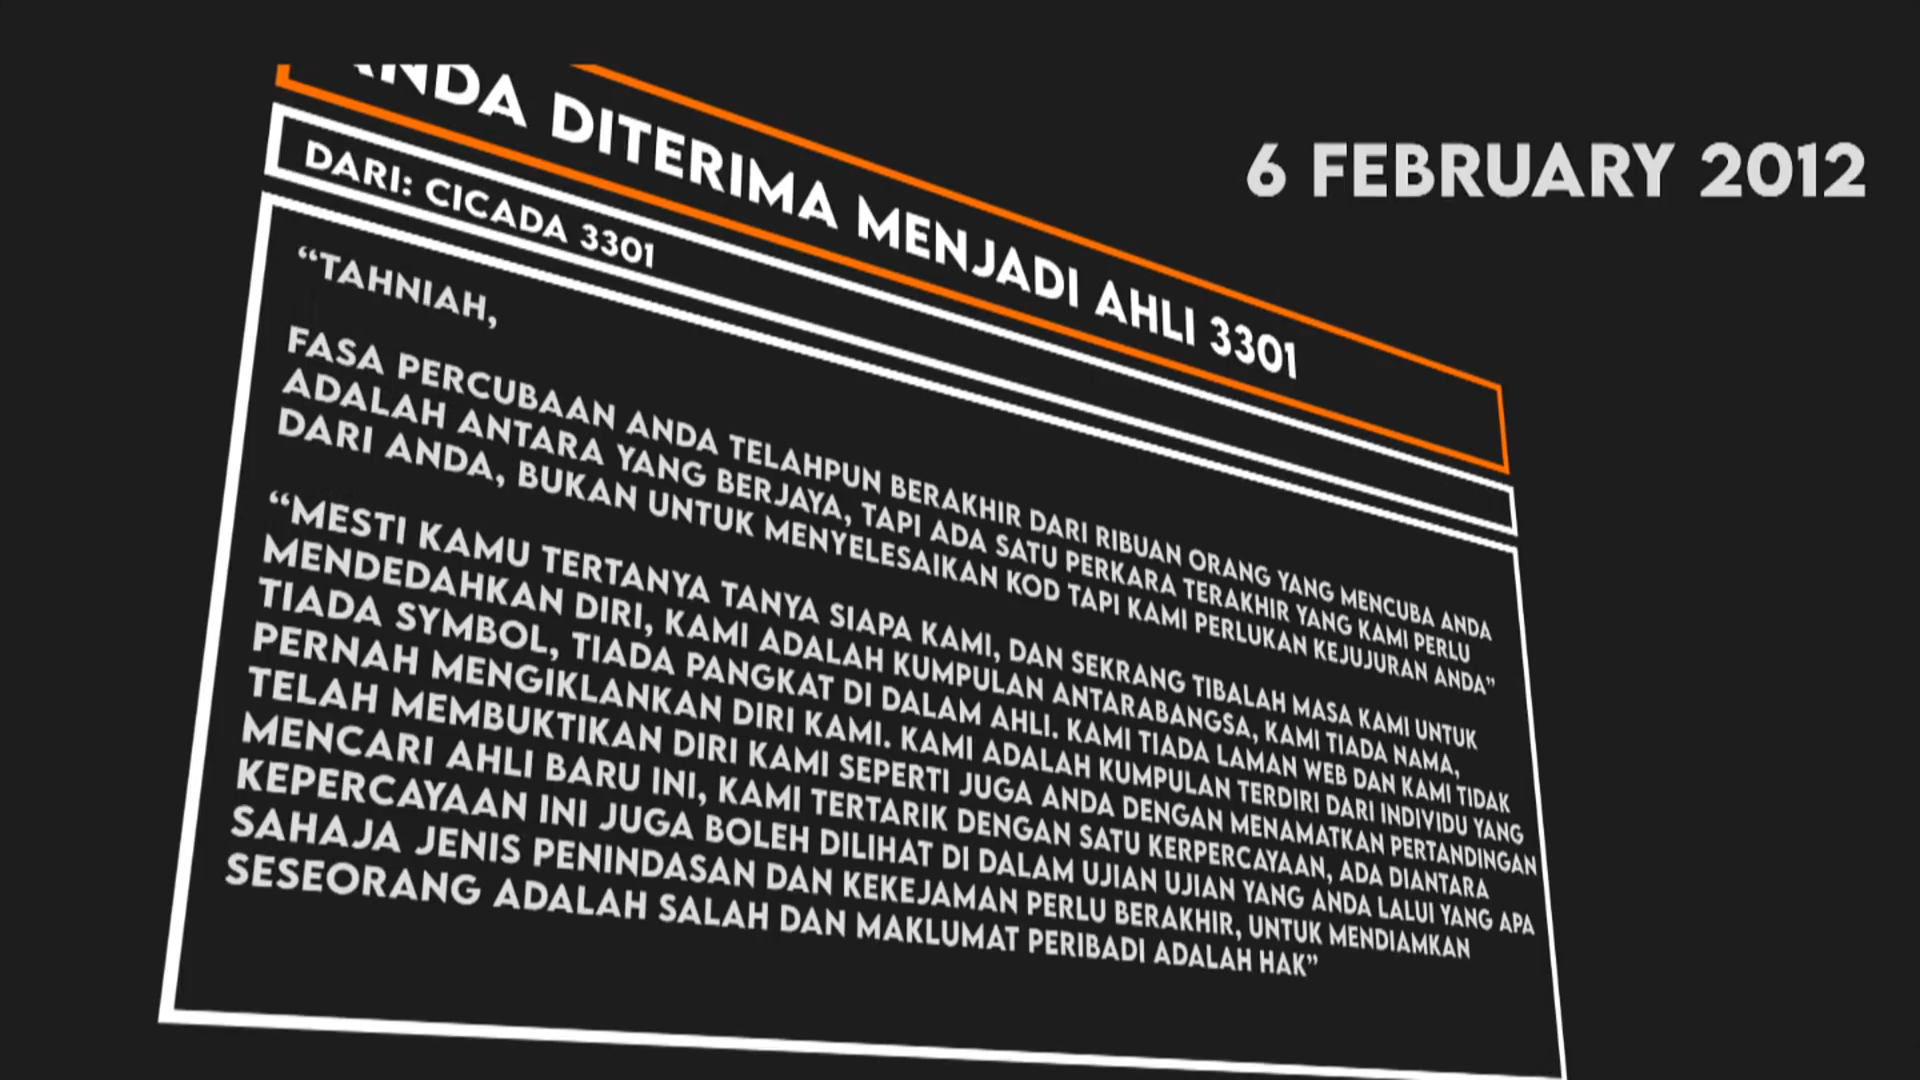 ANDA DITERIMA MENJADI AHLI 3301
6 FEBRUARY 2012
DARI: CICADA 3301
“TAHNIAH,
FASA PERCUBAAN ANDA TELAHPUN BERAKHIR DARI RIBUAN ORANG YANG MENCUBA ANDA
ADALAH ANTARA YANG BERJAYA, TAPI ADA SATU PERKARA TERAKHIR YANG KAMI PERLU
DARI ANDA, BUKAN UNTUK MENYELESAIKAN KOD TAPI KAMI PERLUKAN KEJUJURAN ANDA”
“MESTI KAMU TERTANYA TANYA SIAPA KAMI, DAN SEKRANG TIBALAH MASA KAMI UNTUK
MENDEDAHKAN DIRI, KAMI ADALAH KUMPULAN ANTARABANGSA, KAMI TIADA NAMA,
TIADA SYMBOL, TIADA PANGKAT DI DALAM AHLI. KAMI TIADA LAMAN WEB DAN KAMI TIDAK
PERNAH MENGIKLANKAN DIRI KAMI. KAMI ADALAH KUMPULAN TERDIRI DARI INDIVIDU YANG
TELAH MEMBUKTIKAN DIRI KAMI SEPERTI JUGA ANDA DENGAN MENAMATKAN PERTANDINGAN
MENCARI AHLI BARU INI, KAMI TERTARIK DENGAN SATU KERPERCAYAAN, ADA DIANTARA
KEPERCAYAAN INI JUGA BOLEH DILIHAT DI DALAM UJIAN UJIAN YANG ANDA LALUI YANG APA
SAHAJA JENIS PENINDASAN DAN KEKEJAMAN PERLU BERAKHIR, UNTUK MENDIAMKAN
SESEORANG ADALAH SALAH DAN MAKLUMAT PERIBADI ADALAH HAK”